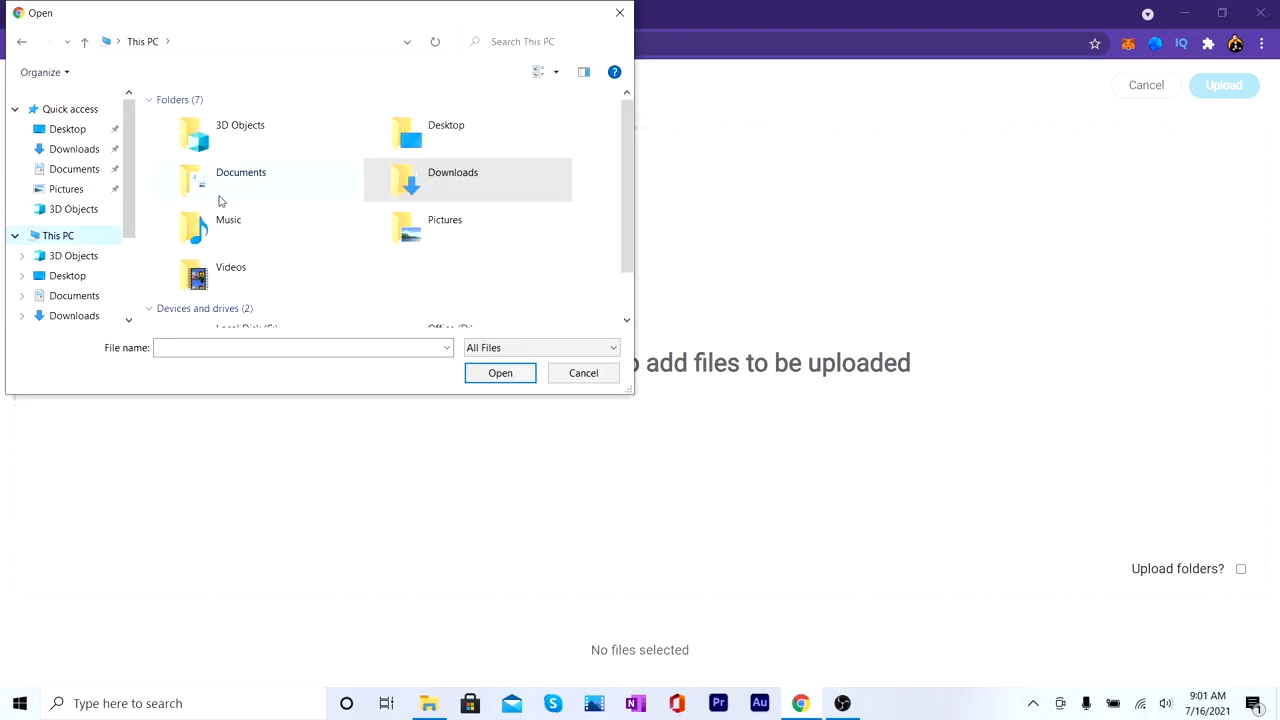 Open
This PC
Search This PC
Organize
Cancel
Upload
Quick access
Desktop
Downloads
Documents
Pictures
3D Objects
This PC
3D Objects
Desktop
Documents
Downloads
Folders (7)
3D Objects
Desktop
Documents
Downloads
Music
Pictures
Videos
Devices and drives (2)
Local Disk (C:)
Office (D:)
File name:
All Files
Open
Cancel
add files to be uploaded
Upload folders?
No files selected
Type here to search
9:01 AM
7/16/2021